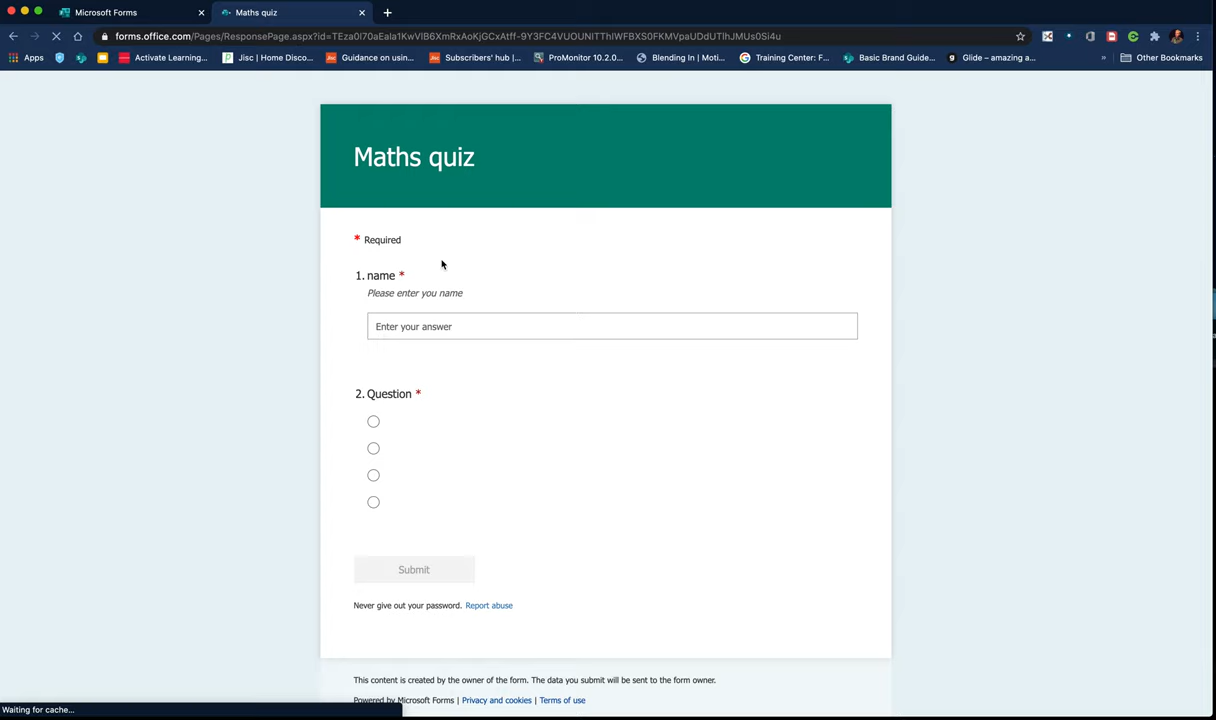 Microsoft Forms
Maths quiz
forms.office.com/Pages/ResponsePage.aspx?id=TEza0l70aEala1KwVlB6XmRxAoKjGCxAtff-9Y3FC4VUOUNITThIWFBXS0FKMVpaUDdUTlhJMUs0Si4u
Apps
Activate Learning...
Jisc | Home Disco...
Guidance on usin...
Subscribers' hub |...
ProMonitor 10.2.0...
Blending In | Moti...
Training Center: F...
Basic Brand Guide...
Glide – amazing a...
»
Other Bookmarks
Maths quiz
* Required
1. name *
Please enter you name
Enter your answer
2. Question *
Submit
Never give out your password. Report abuse
This content is created by the owner of the form. The data you submit will be sent to the form owner.
Powered by Microsoft Forms | Privacy and cookies | Terms of use
Waiting for cache...